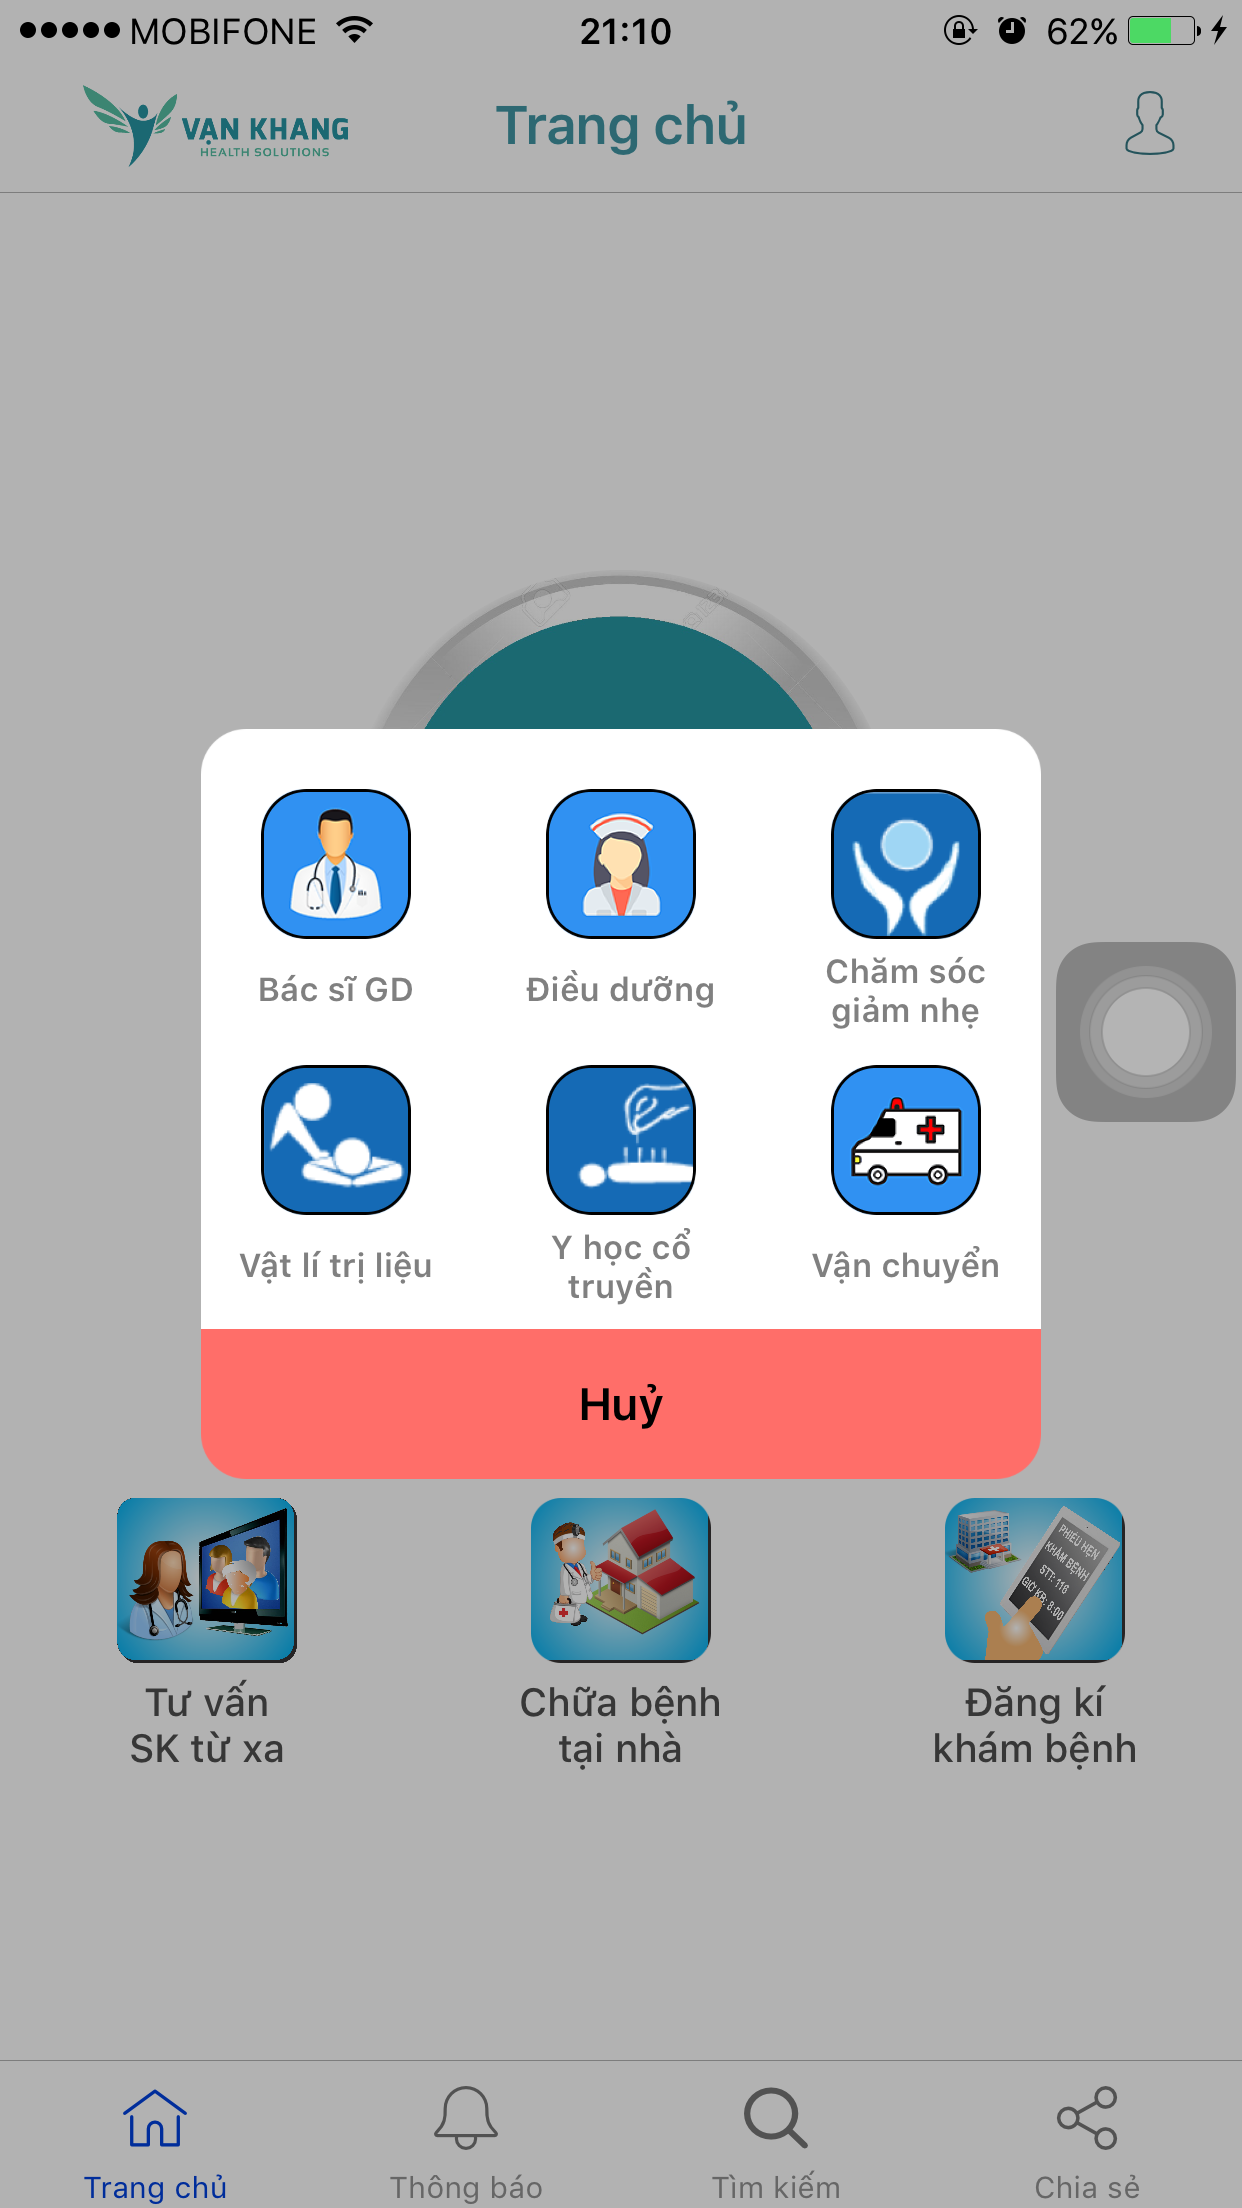 MOBIFONE
21:10
62%
VẠN KHANG
HEALTH SOLUTIONS
Trang chủ
Bác sĩ GD
Điều dưỡng
Chăm sóc
giảm nhẹ
Vật lí trị liệu
Y học cổ
truyền
Vận chuyển
Huỷ
PHIẾU HẸN
KHÁM BỆNH
STT: 116
GIỜ KB: 8:00
Tư vấn
SK từ xa
Chữa bệnh
tại nhà
Đăng kí
khám bệnh
Trang chủ
Thông báo
Tìm kiếm
Chia sẻ